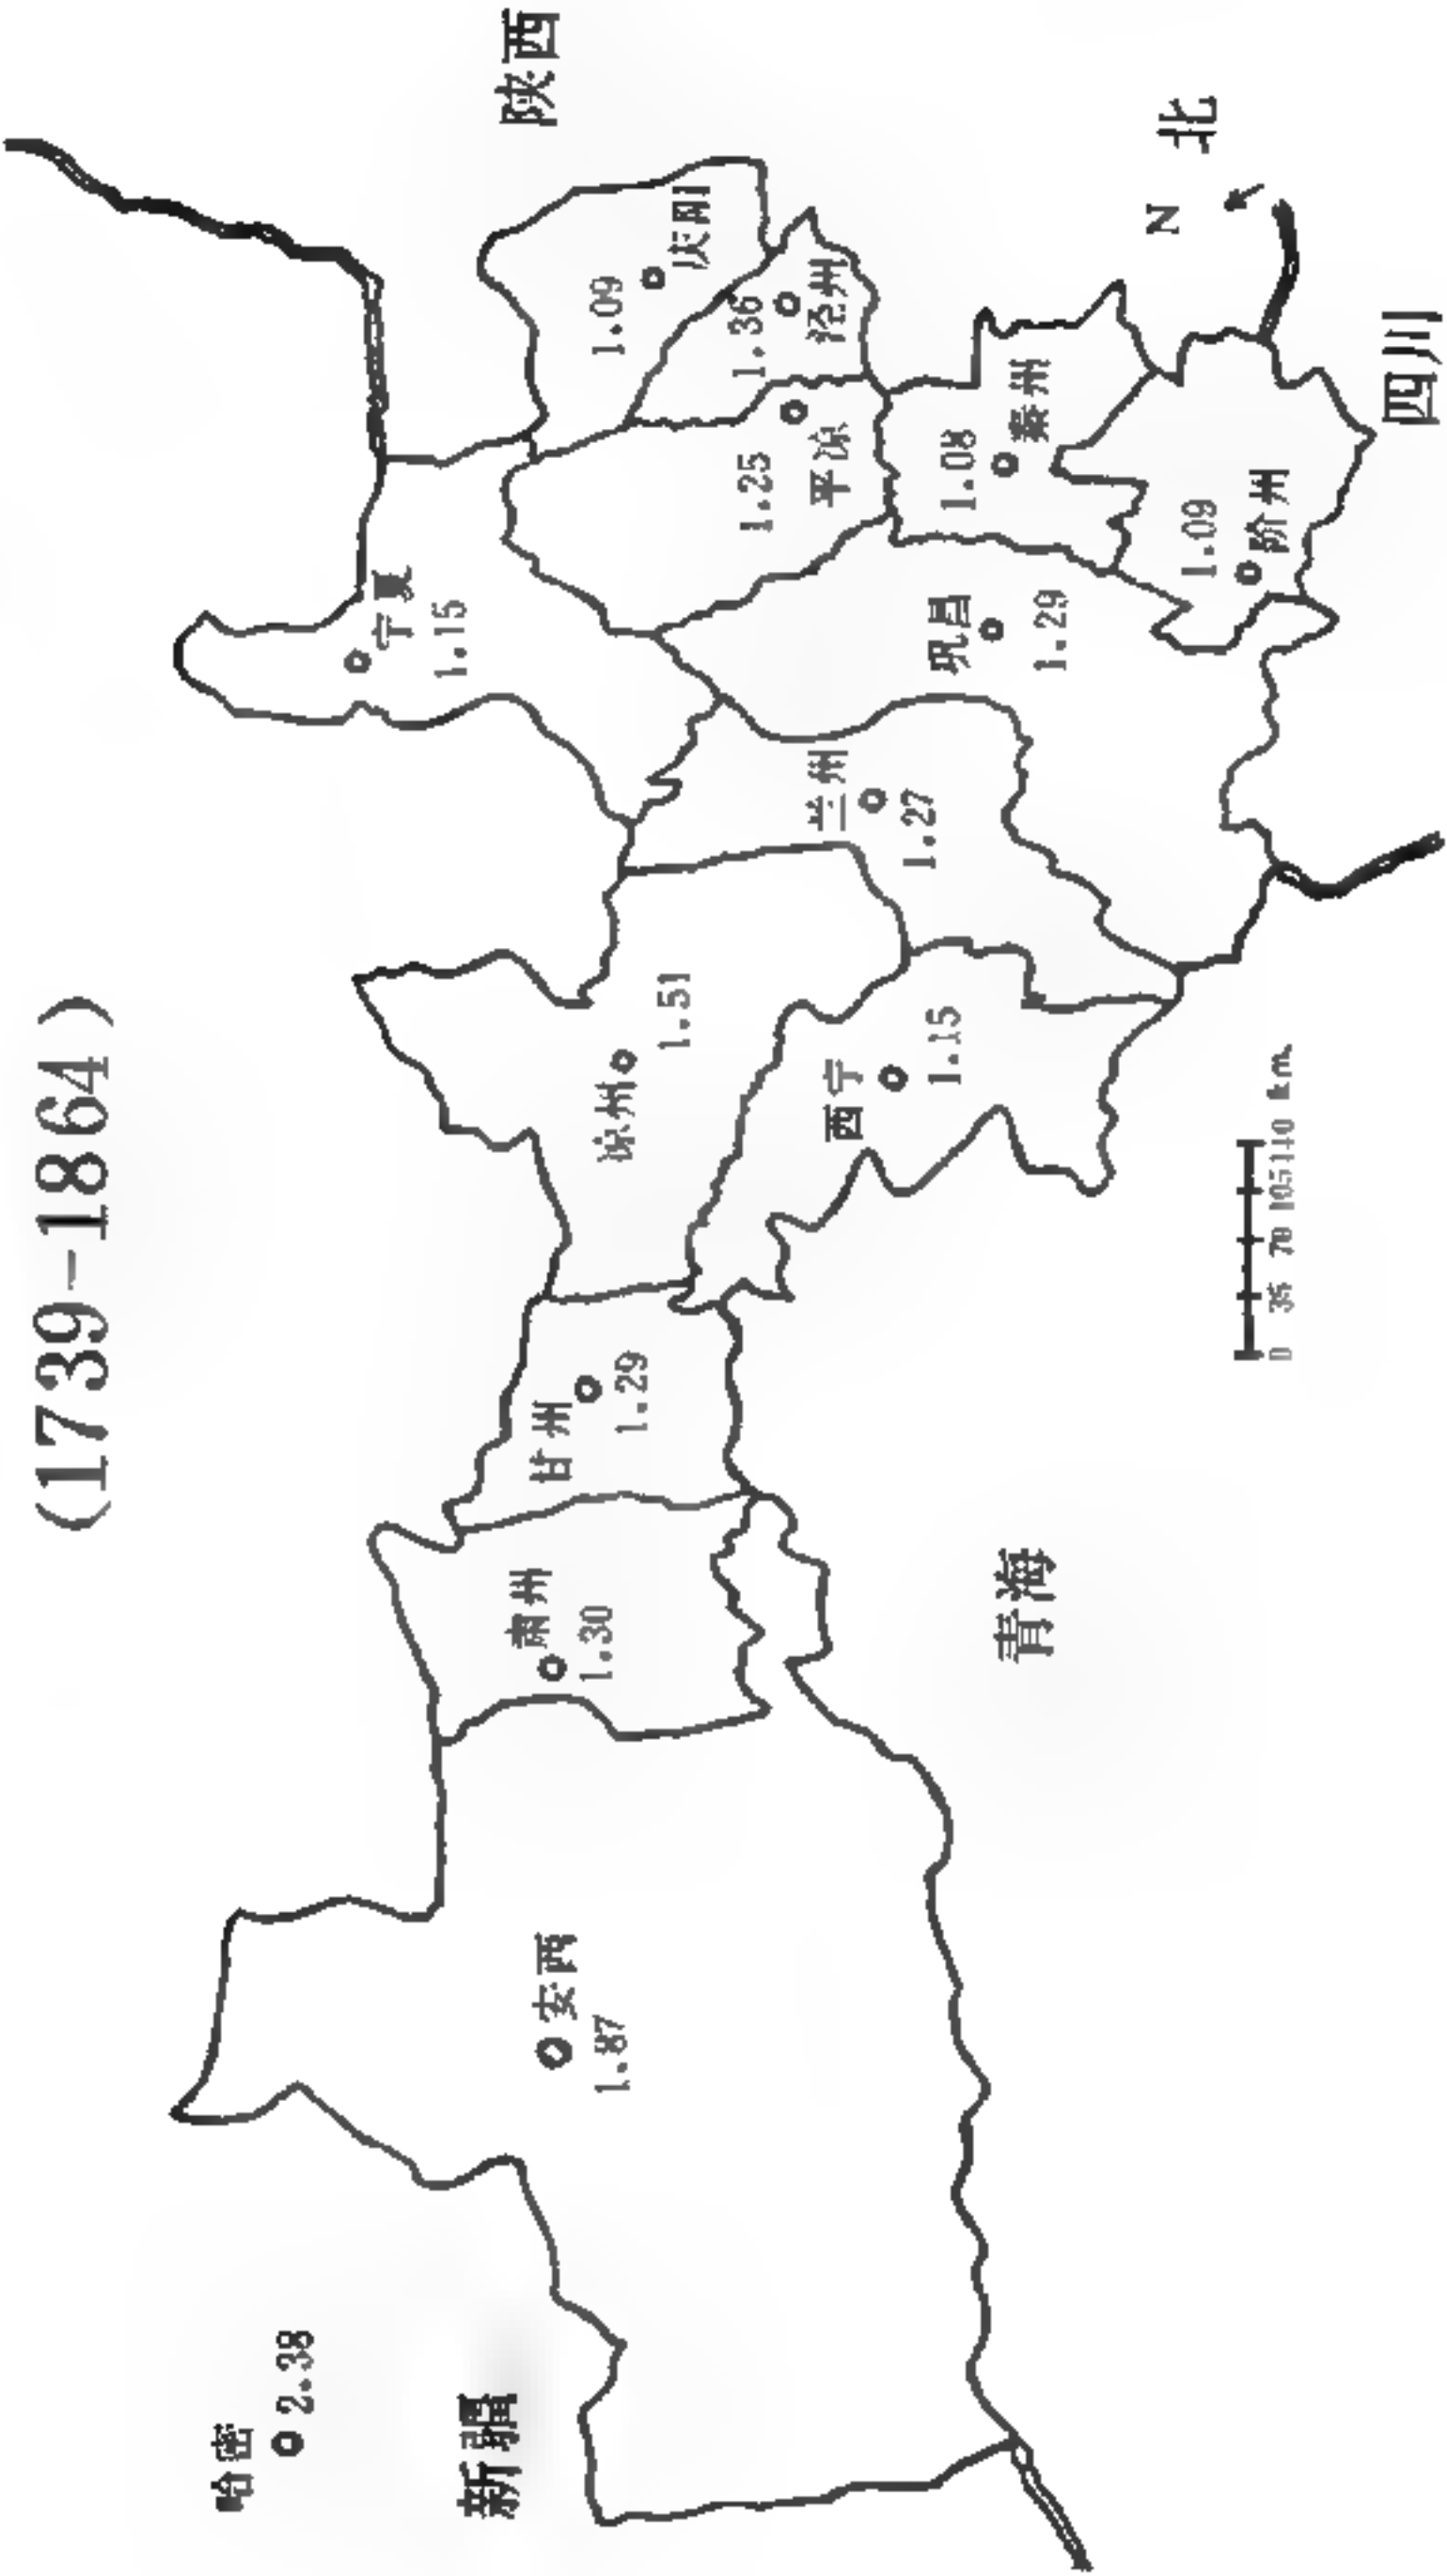 (1739-1864)
哈密
2.38
新疆
安西
1.87
肃州
1.30
甘州
1.29
凉州
1.51
西宁
1.15
青海
兰州
1.27
宁夏
1.15
巩昌
1.29
平凉
1.25
庆阳
1.09
泾州
1.36
秦州
1.08
阶州
1.09
陕西
四川
北
N
0 35 70 105 140 km.